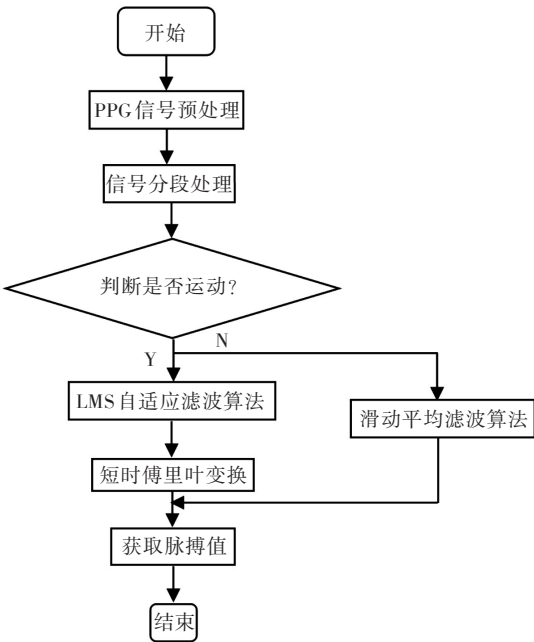 开始
PPG信号预处理
信号分段处理
判断是否运动?
Y
N
LMS自适应滤波算法
滑动平均滤波算法
短时傅里叶变换
获取脉搏值
结束